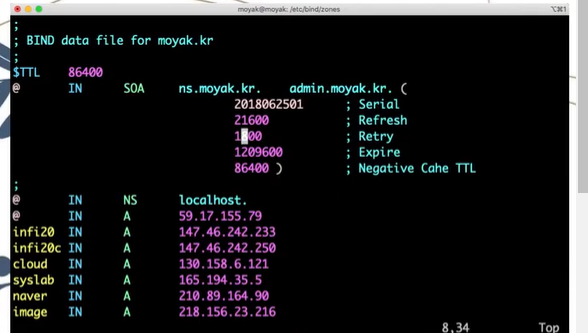 moyak@moyak: /etc/bind/zones
⌥⌘1
;
; BIND data file for moyak.kr
;
$TTL 86400
@ IN SOA ns.moyak.kr. admin.moyak.kr. (
2018062501 ; Serial
21600 ; Refresh
1800 ; Retry
1209600 ; Expire
86400 ) ; Negative Cahe TTL
;
@ IN NS localhost.
@ IN A 59.17.155.79
infi20 IN A 147.46.242.233
infi20c IN A 147.46.242.250
cloud IN A 130.158.6.121
syslab IN A 165.194.35.5
naver IN A 210.89.164.90
image IN A 218.156.23.216
8,34 Top